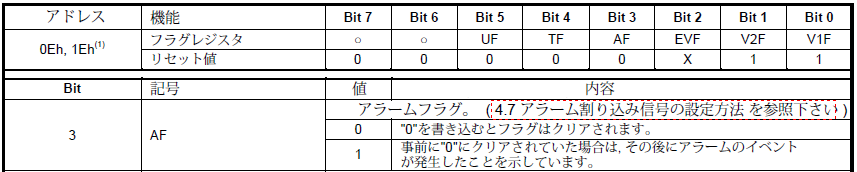 アドレス 機能 Bit 7 Bit 6 Bit 5 Bit 4 Bit 3 Bit 2 Bit 1 Bit 0
0Eh, 1Eh(1) フラグレジスタ ○ ○ UF TF AF EVF V2F V1F
リセット値 0 0 0 0 0 X 1 1
Bit 記号 値 内容
3 AF アラームフラグ。 ( 4.7 アラーム割り込み信号の設定方法 を参照下さい )
0 "0"を書き込むとフラグはクリアされます。
1 事前に"0"にクリアされていた場合は, その後にアラームのイベント
が発生したことを示しています。